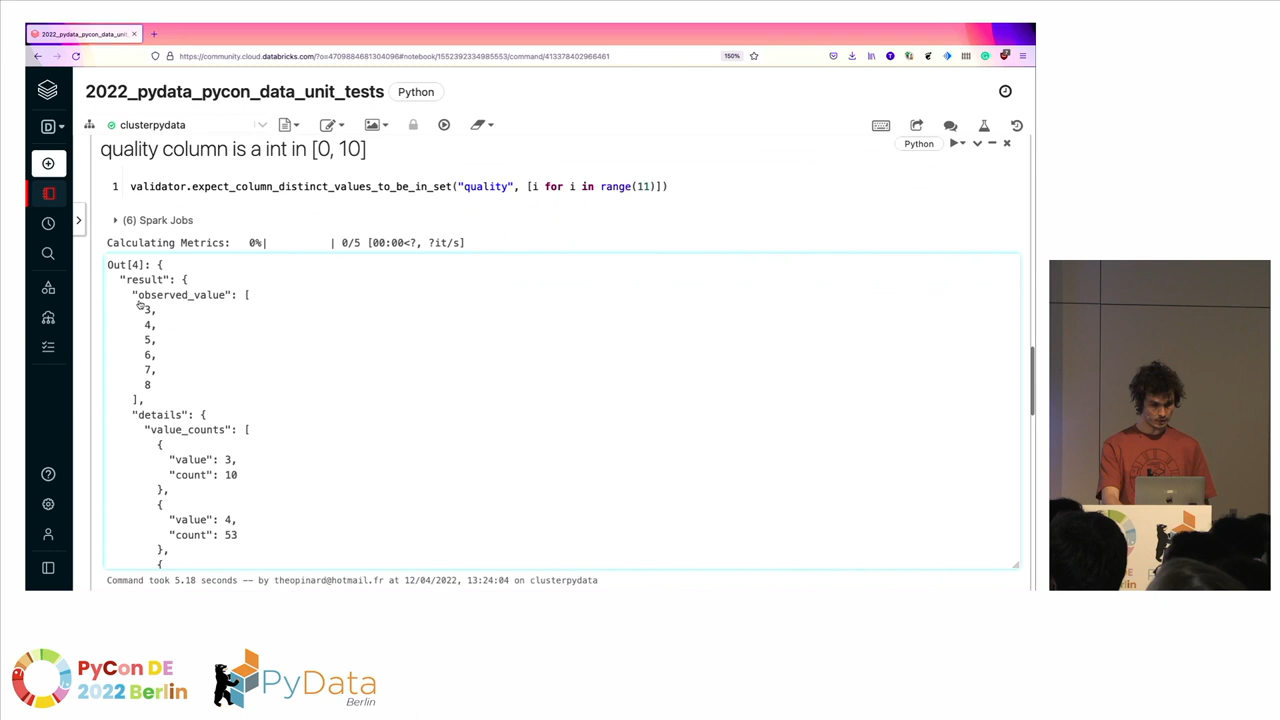 2022_pydata_pycon_data_unit_
https://community.cloud.databricks.com/?o=4709884681304096#notebook/1552392334985553/command/413378402966461
150%
2022_pydata_pycon_data_unit_tests
Python
clusterpydata
quality column is a int in [0, 10]
Python
1 validator.expect_column_distinct_values_to_be_in_set("quality", [i for i in range(11)])
(6) Spark Jobs
Calculating Metrics: 0%| | 0/5 [00:00<?, ?it/s]
Out[4]: {
"result": {
"observed_value": [
3,
4,
5,
6,
7,
8
],
"details": {
"value_counts": [
{
"value": 3,
"count": 10
},
{
"value": 4,
"count": 53
},
{
Command took 5.18 seconds -- by theopinard@hotmail.fr at 12/04/2022, 13:24:04 on clusterpydata
PyCon DE
2022 Berlin
PyData
Berlin